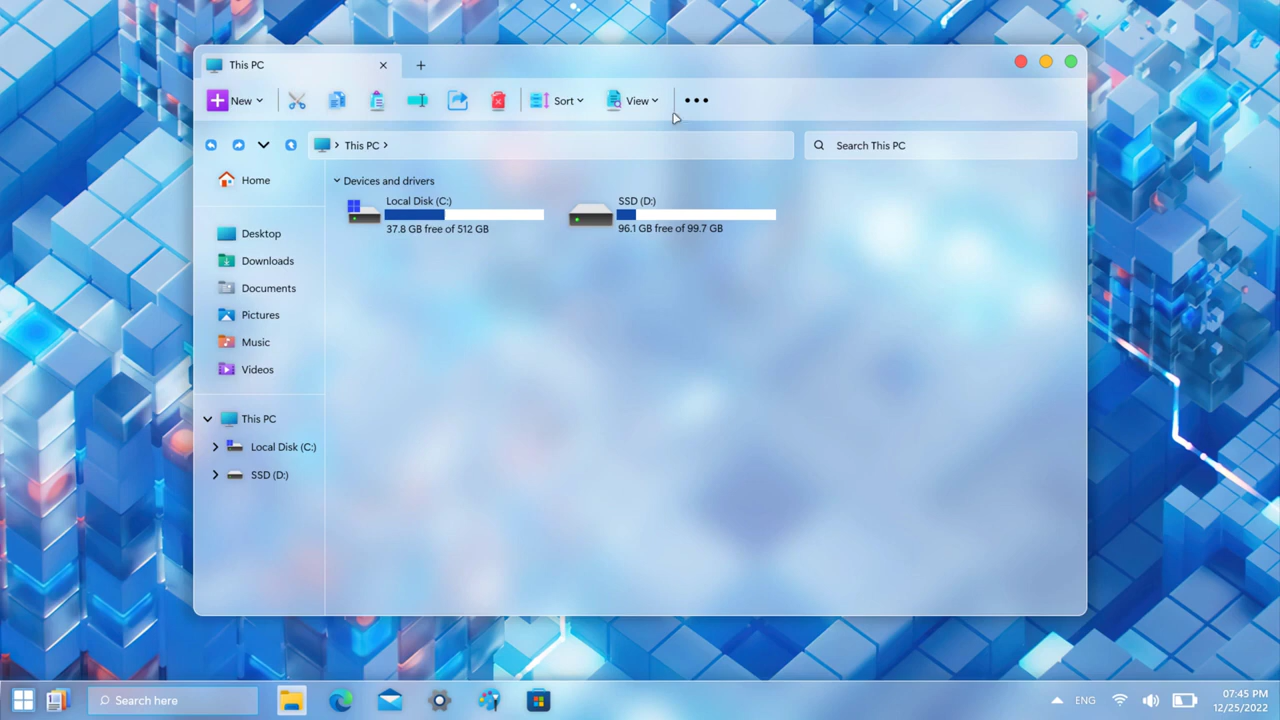 This PC
New
Sort
View
This PC
Search This PC
Home
Desktop
Downloads
Documents
Pictures
Music
Videos
This PC
Local Disk (C:)
SSD (D:)
Devices and drivers
Local Disk (C:)
37.8 GB free of 512 GB
SSD (D:)
96.1 GB free of 99.7 GB
Search here
ENG
07:45 PM
12/25/2022